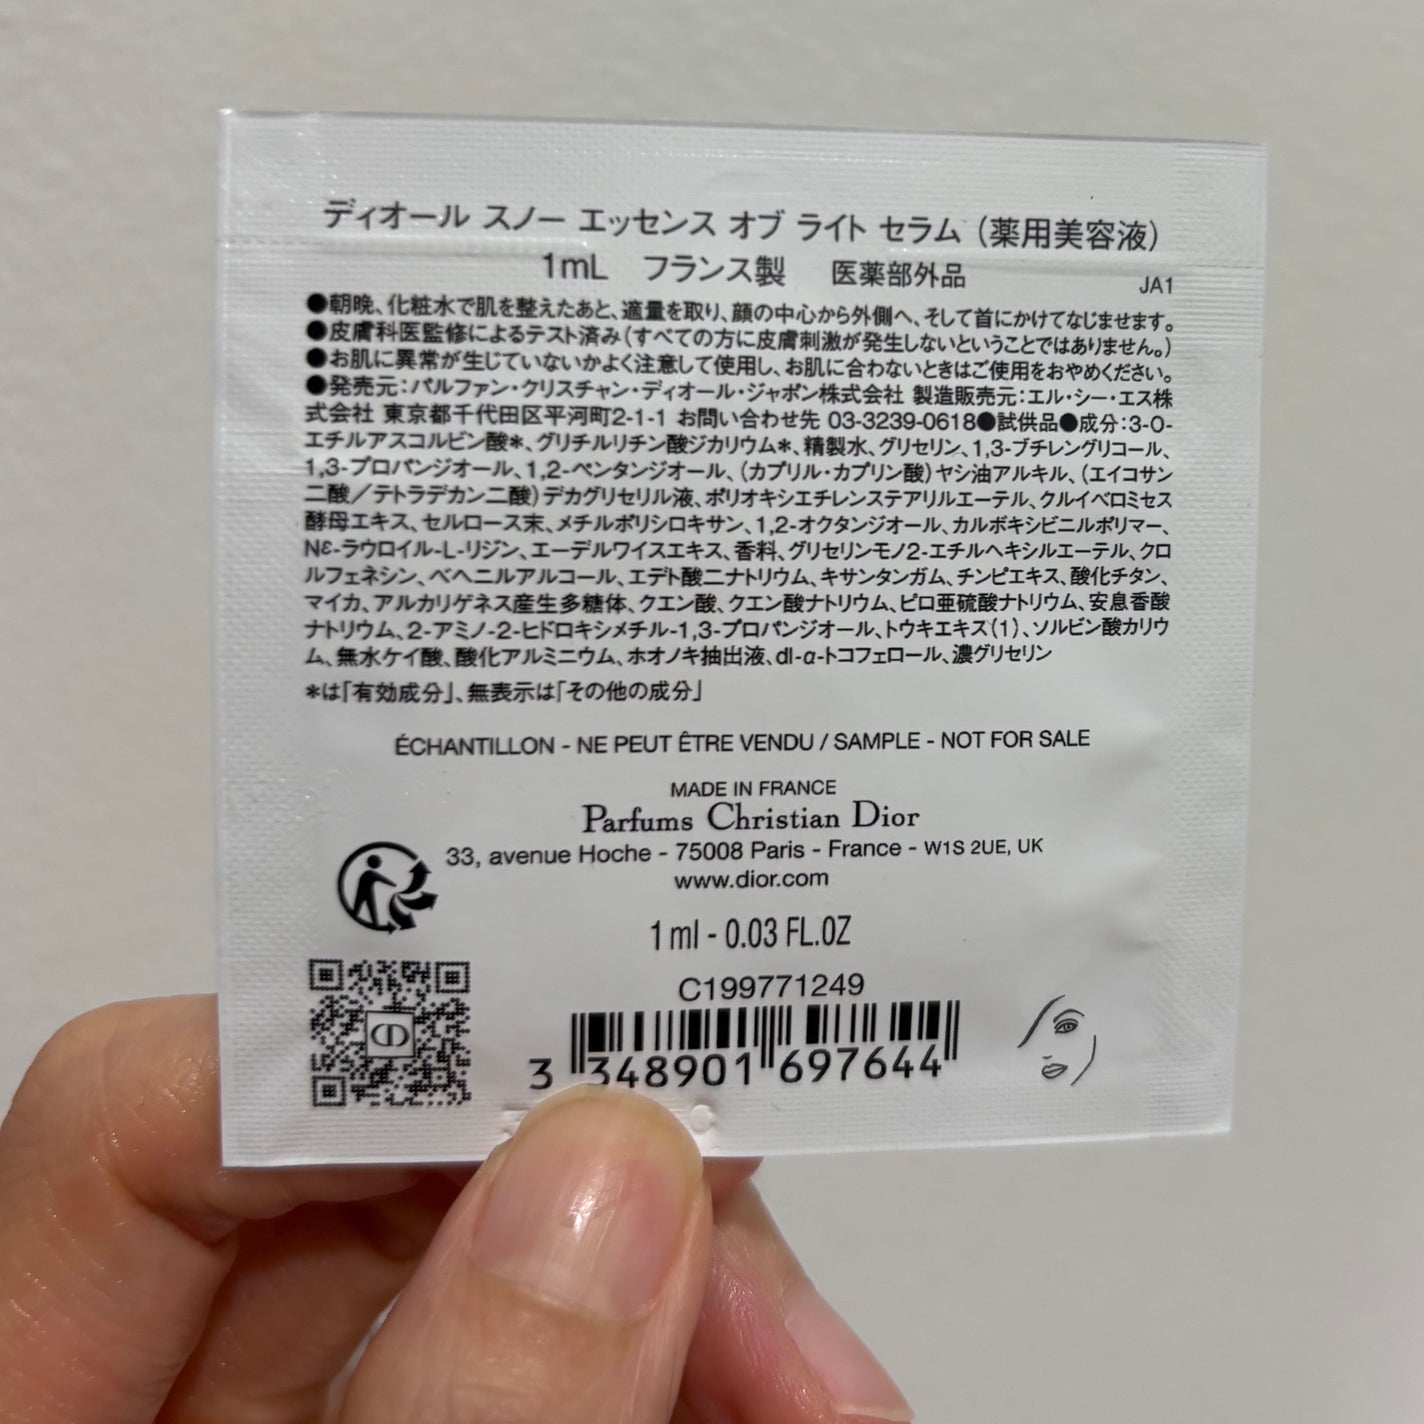 ディオール スノー エッセンス オブ ライト セラム（薬用美容液）
1mL フランス製 医薬部外品 JA1
●朝晩、化粧水で肌を整えたあと、適量を取り、顔の中心から外側へ、そして首にかけてなじませます。
●皮膚科医監修によるテスト済み（すべての方に皮膚刺激が発生しないということではありません。）
●お肌に異常が生じていないかよく注意して使用し、お肌に合わないときはご使用をおやめください。
●発売元：パルファン・クリスチャン・ディオール・ジャポン株式会社 製造販売元：エル・シー・エス株
式会社 東京都千代田区平河町2-1-1 お問い合わせ先 03-3239-0618●試供品●成分：3-O-
エチルアスコルビン酸＊、グリチルリチン酸ジカリウム＊、精製水、グリセリン、1,3-ブチレングリコール、
1,3-プロパンジオール、1,2-ペンタンジオール、（カプリル・カプリン酸）ヤシ油アルキル、（エイコサン
二酸／テトラデカン二酸）デカグリセリル液、ポリオキシエチレンステアリルエーテル、クルイベロミセス
酵母エキス、セルロース末、メチルポリシロキサン、1,2-オクタンジオール、カルボキシビニルポリマー、
Nε-ラウロイル-L-リジン、エーデルワイスエキス、香料、グリセリンモノ2-エチルヘキシルエーテル、クロ
ルフェネシン、ベヘニルアルコール、エデト酸二ナトリウム、キサンタンガム、チンピエキス、酸化チタン、
マイカ、アルカリゲネス産生多糖体、クエン酸、クエン酸ナトリウム、ピロ亜硫酸ナトリウム、安息香酸
ナトリウム、2-アミノ-2-ヒドロキシメチル-1,3-プロパンジオール、トウキエキス（1）、ソルビン酸カリウ
ム、無水ケイ酸、酸化アルミニウム、ホオノキ抽出液、dl-α-トコフェロール、濃グリセリン
＊は「有効成分」、無表示は「その他の成分」
ÉCHANTILLON - NE PEUT ÊTRE VENDU / SAMPLE - NOT FOR SALE
MADE IN FRANCE
Parfums Christian Dior
33, avenue Hoche - 75008 Paris - France - W1S 2UE, UK
www.dior.com
1 ml - 0.03 FL.OZ
C199771249
CD
3 348901 697644